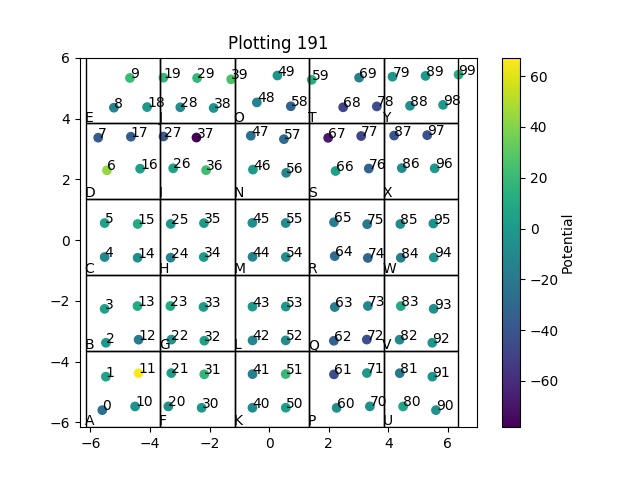 Plotting 191
6
9 19 29 39 49 59 69 79 89 99
8 18 28 38 48 58 68 78 88 98
E O T Y
4
7 17 27 37 47 57 67 77 87 97
6 16 26 36 46 56 66 76 86 96
2
D I N S X
5 15 25 35 45 55 65 75 85 95
0
4 14 24 34 44 54 64 74 84 94
C H M R W
−2
3 13 23 33 43 53 63 73 83 93
2 12 22 32 42 52 62 72 82 92
B G L Q V
−4
1 11 21 31 41 51 61 71 81 91
0 10 20 30 40 50 60 70 80 90
A F K P U
−6
−6 −4 −2 0 2 4 6
60
40
20
0
−20
−40
−60
Potential